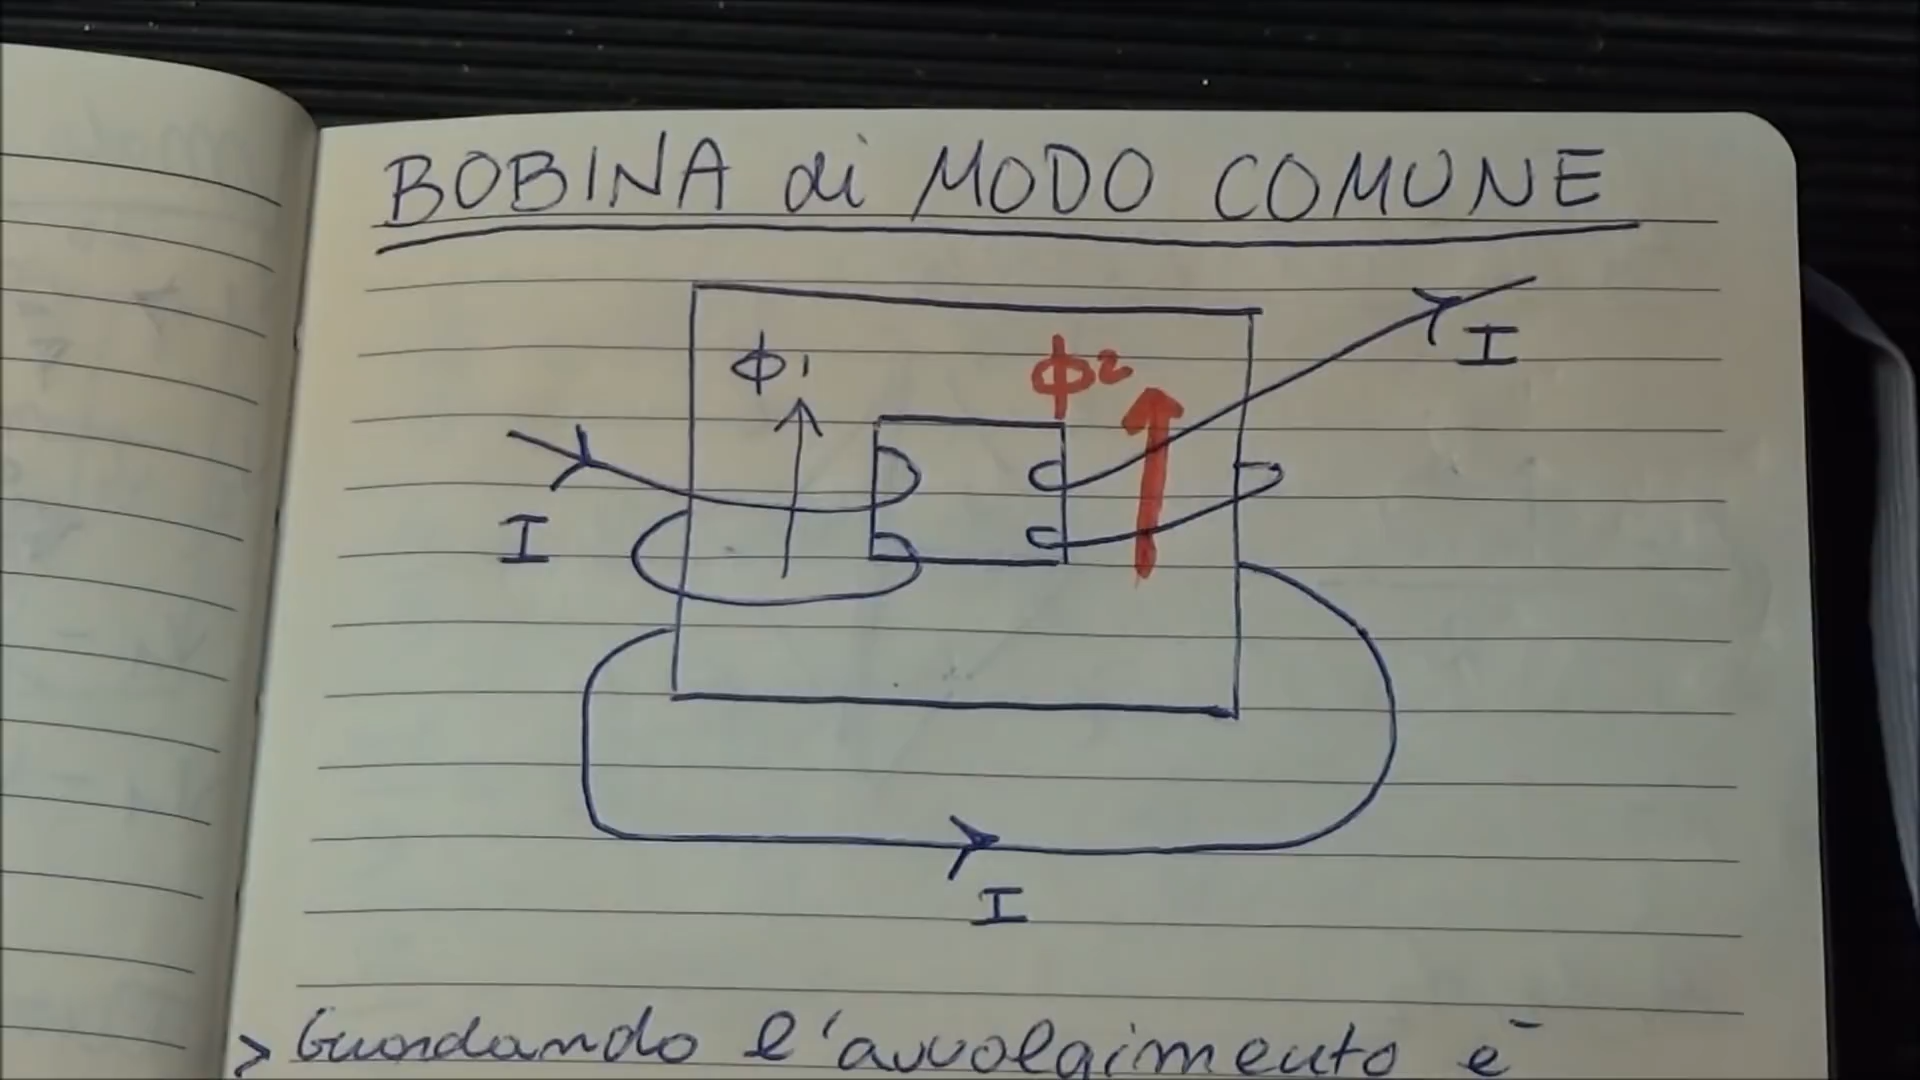 BOBINA di MODO COMUNE
ϕ1
ϕ2
I
I
I
> Guardando l'avvolgimento è